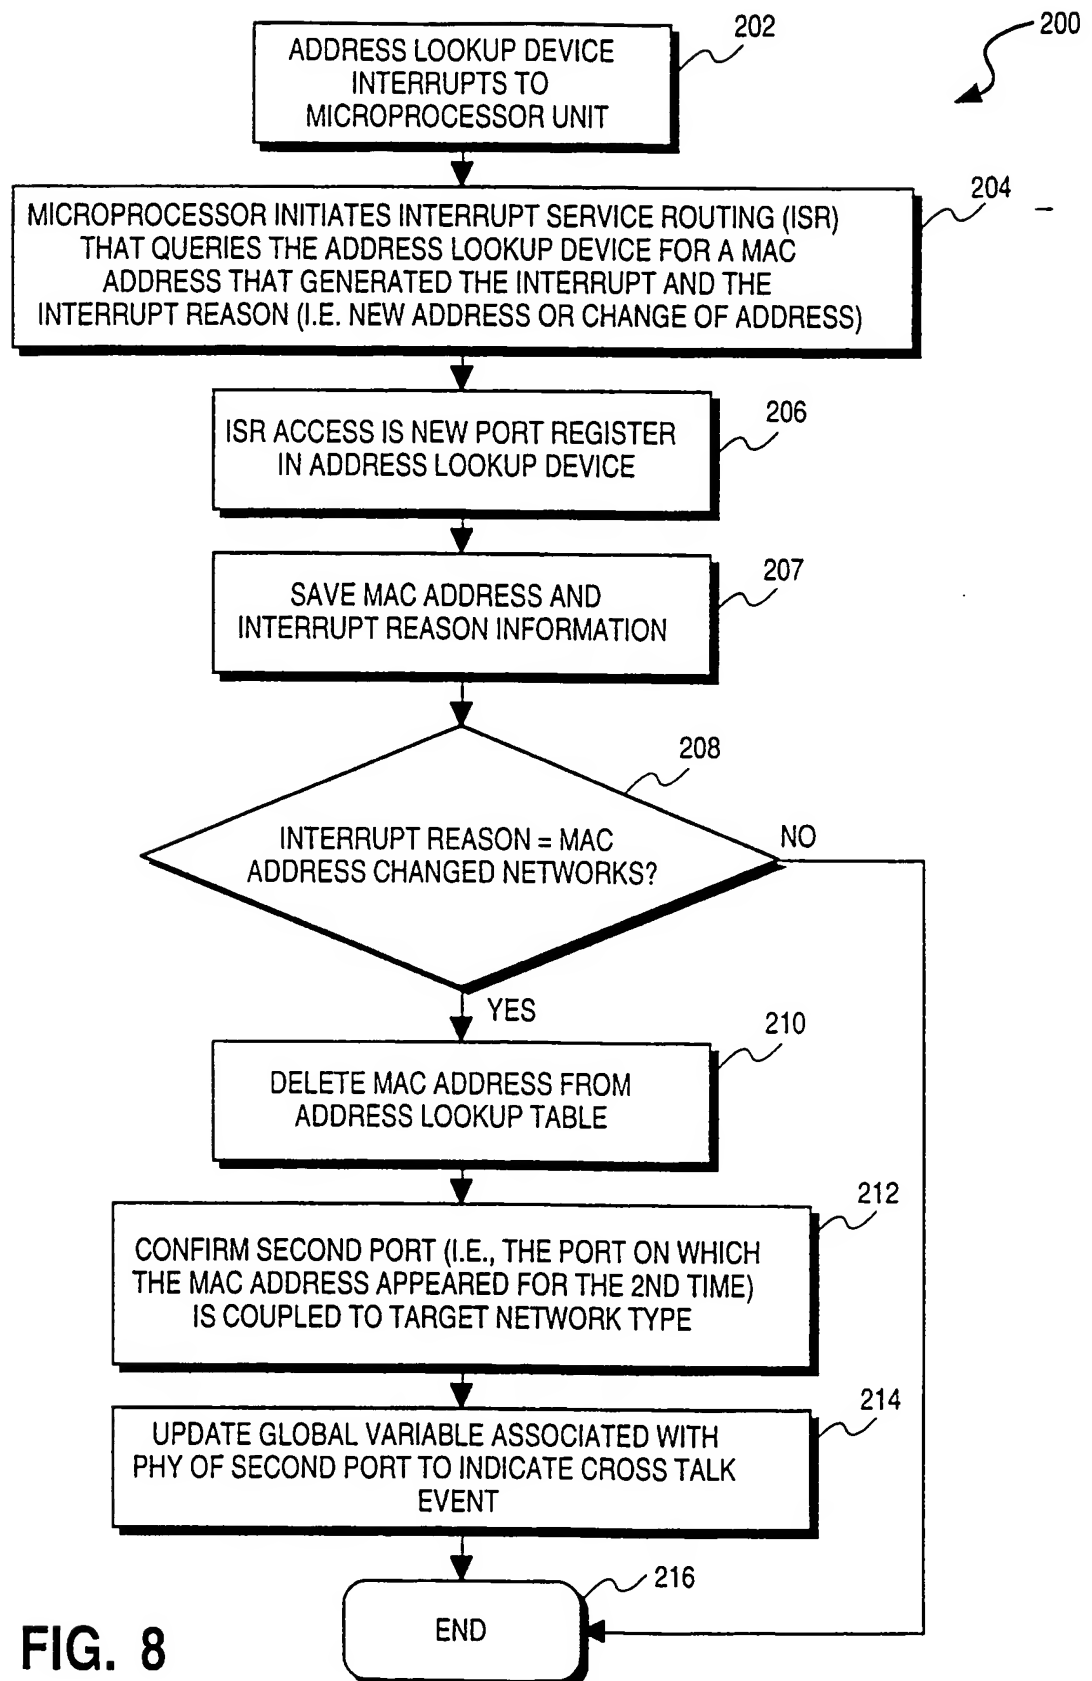 200
202
ADDRESS LOOKUP DEVICE
INTERRUPTS TO
MICROPROCESSOR UNIT
204
MICROPROCESSOR INITIATES INTERRUPT SERVICE ROUTING (ISR)
THAT QUERIES THE ADDRESS LOOKUP DEVICE FOR A MAC
ADDRESS THAT GENERATED THE INTERRUPT AND THE
INTERRUPT REASON (I.E. NEW ADDRESS OR CHANGE OF ADDRESS)
206
ISR ACCESS IS NEW PORT REGISTER
IN ADDRESS LOOKUP DEVICE
207
SAVE MAC ADDRESS AND
INTERRUPT REASON INFORMATION
208
INTERRUPT REASON = MAC
ADDRESS CHANGED NETWORKS?
NO
YES
210
DELETE MAC ADDRESS FROM
ADDRESS LOOKUP TABLE
212
CONFIRM SECOND PORT (I.E., THE PORT ON WHICH
THE MAC ADDRESS APPEARED FOR THE 2ND TIME)
IS COUPLED TO TARGET NETWORK TYPE
214
UPDATE GLOBAL VARIABLE ASSOCIATED WITH
PHY OF SECOND PORT TO INDICATE CROSS TALK
EVENT
216
END
FIG. 8